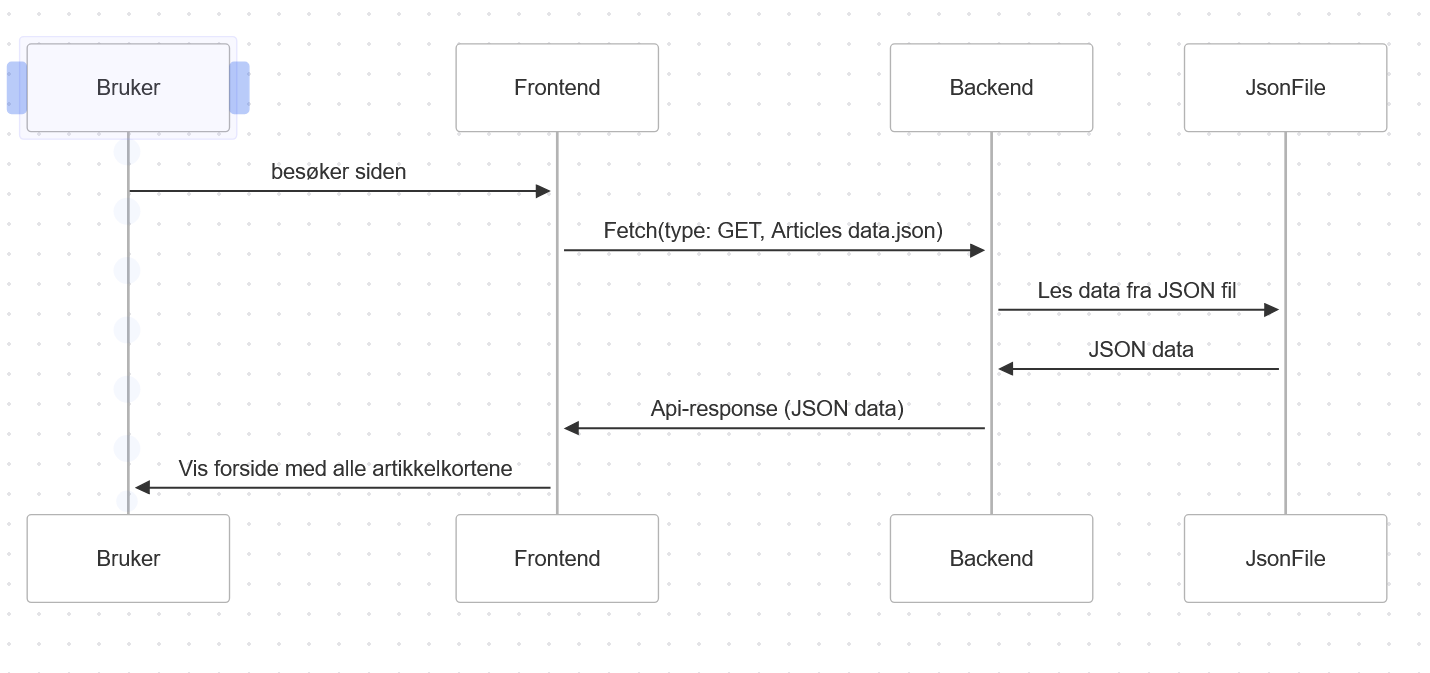 Bruker
Frontend
Backend
JsonFile
besøker siden
Fetch(type: GET, Articles data.json)
Les data fra JSON fil
JSON data
Api-response (JSON data)
Vis forside med alle artikkelkortene
Bruker
Frontend
Backend
JsonFile